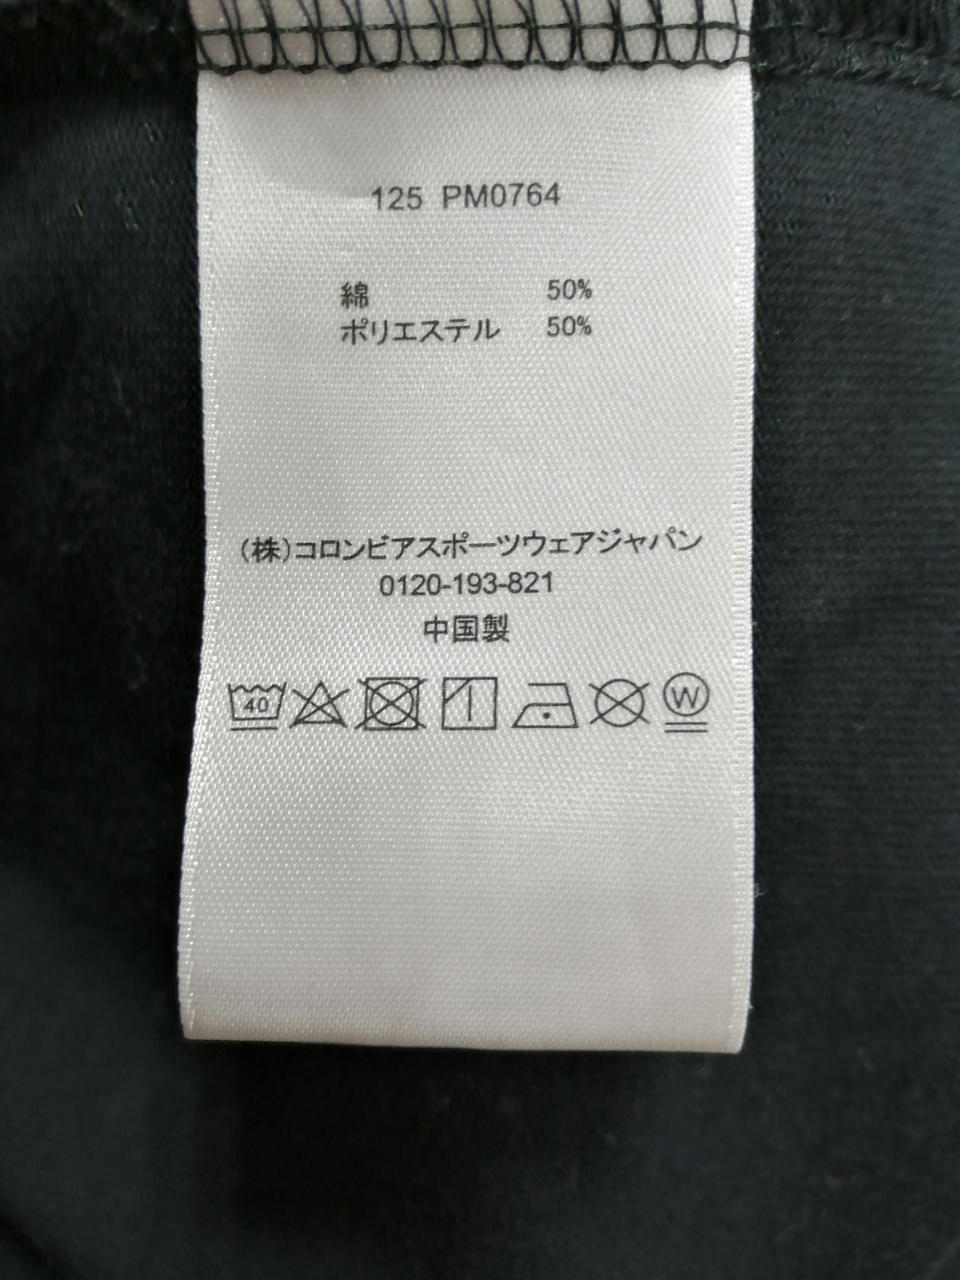 125 PM0764
綿 50%
ポリエステル 50%
(株)コロンビアスポーツウェアジャパン
0120-193-821
中国製
40 W